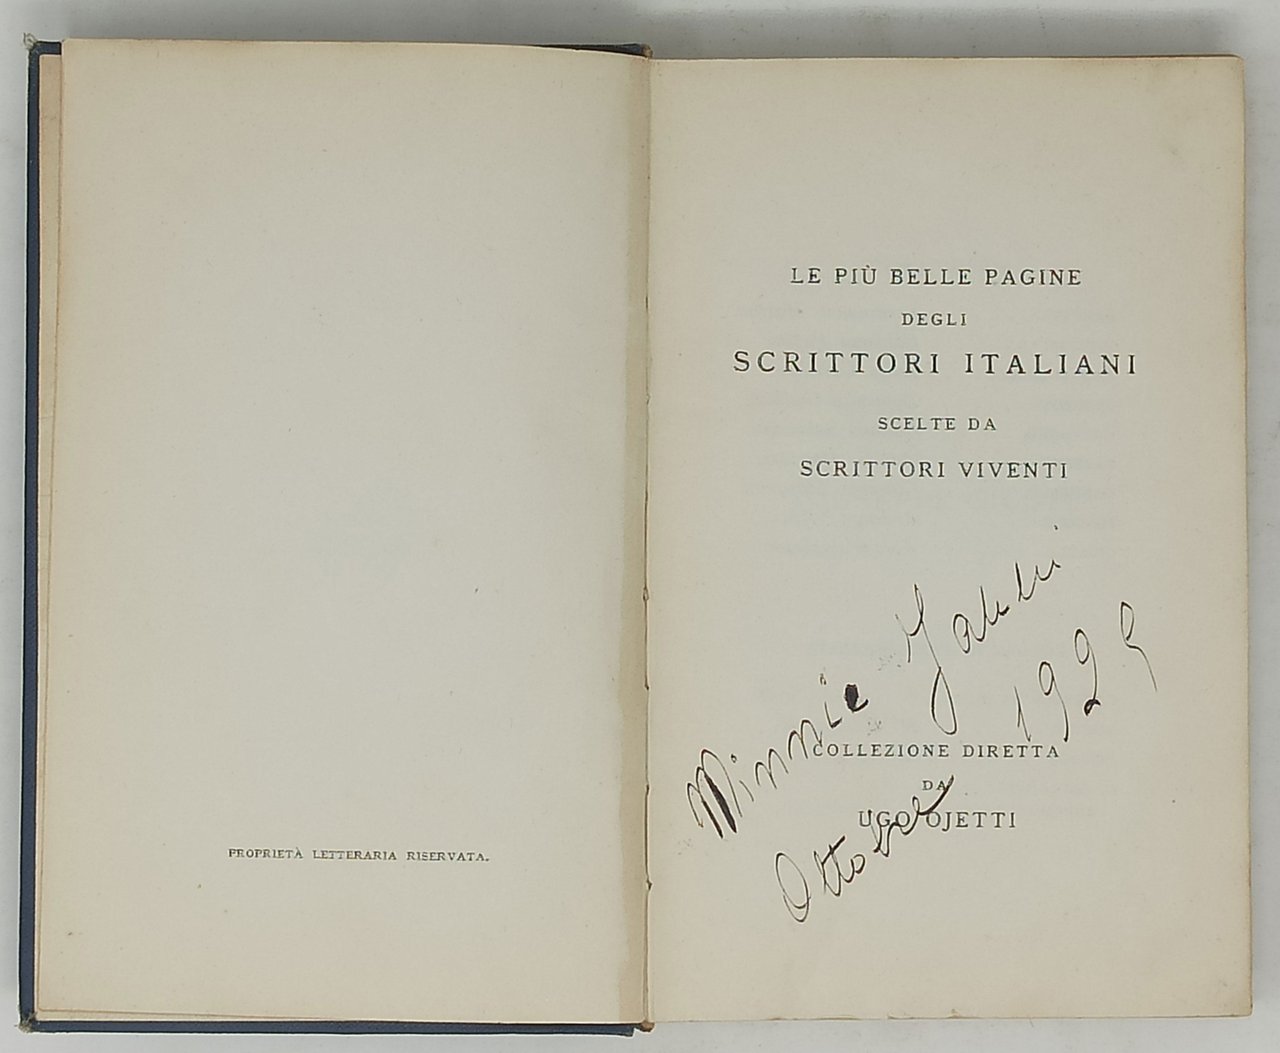 PROPRIETÀ LETTERARIA RISERVATA.
LE PIÙ BELLE PAGINE
DEGLI
SCRITTORI ITALIANI
SCELTE DA
SCRITTORI VIVENTI
Minnie
Ottobre 1929
COLLEZIONE DIRETTA
DA
UGO OJETTI